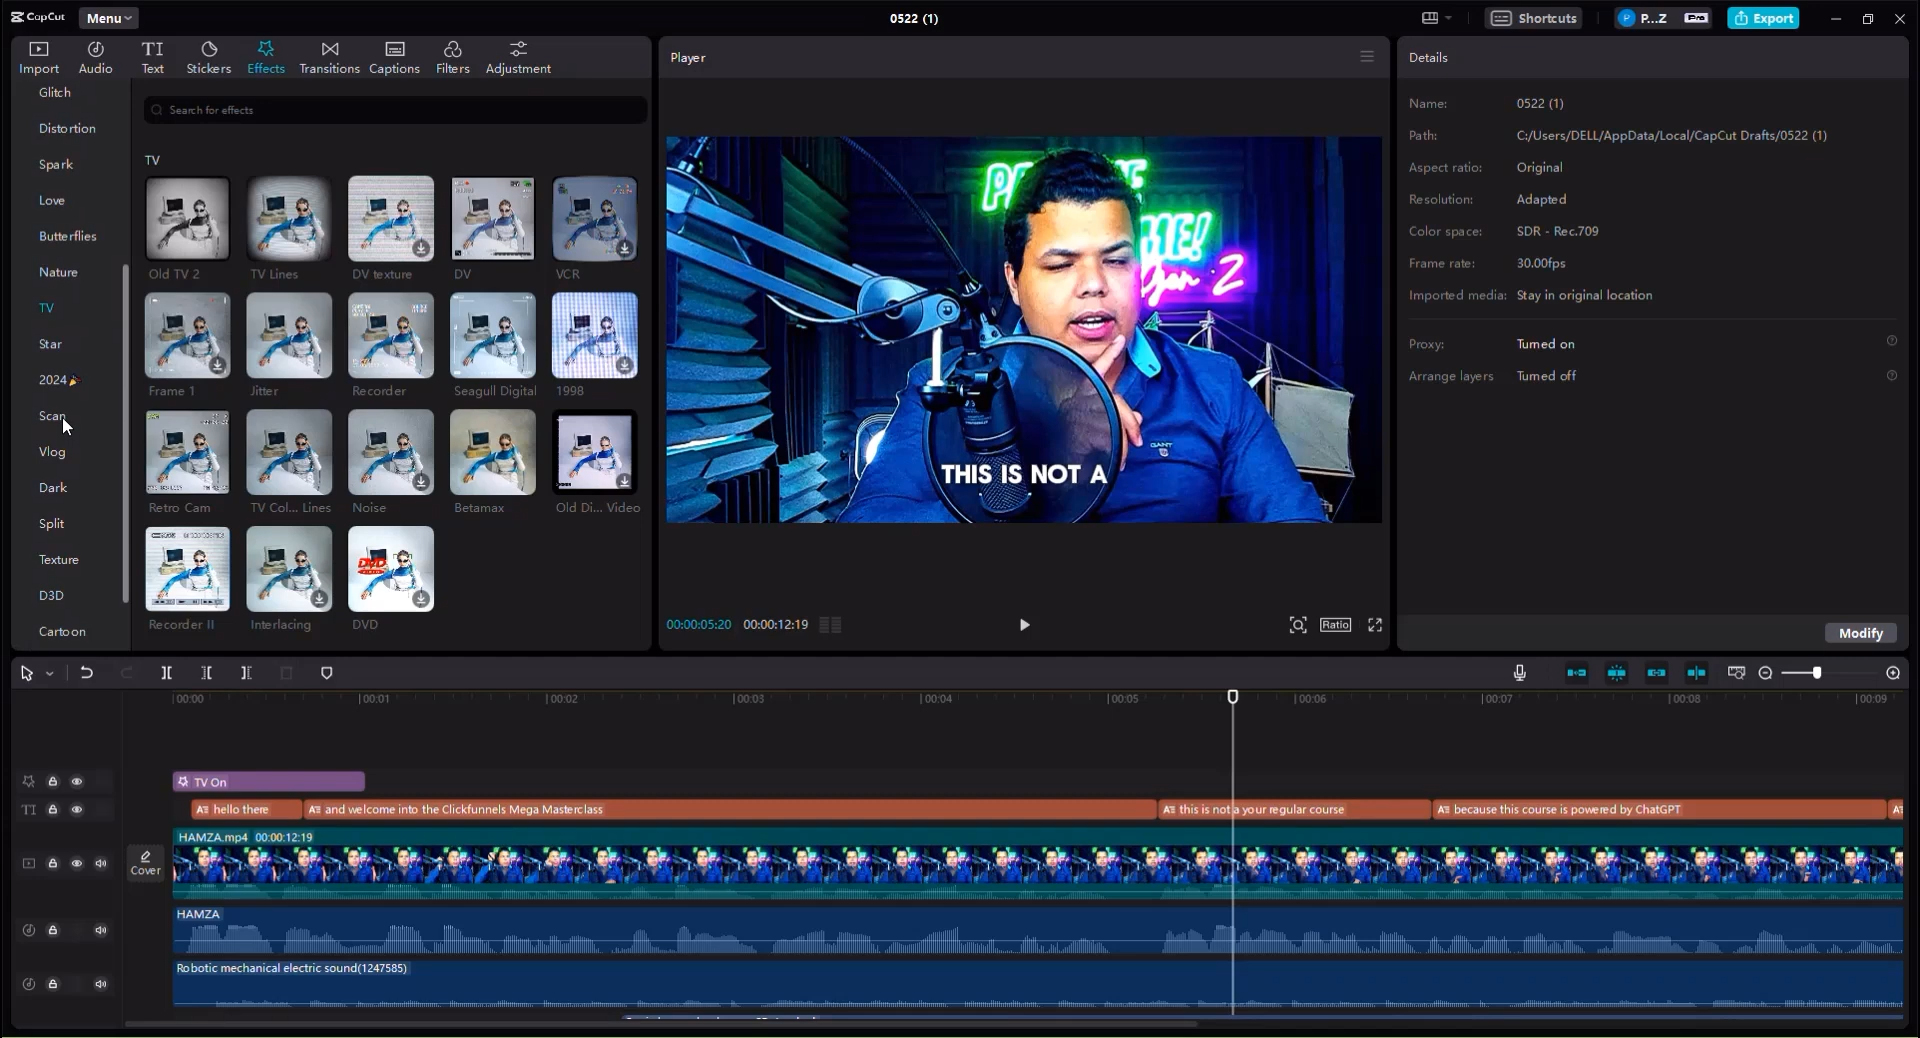 CapCut
Menu
0522 (1)
Shortcuts
P...Z
Pro
Export
Import
Audio
TI
Text
Stickers
Effects
Transitions
Captions
Filters
Adjustment
Player
Details
Glitch
Distortion
Spark
Love
Butterflies
Nature
TV
Star
2024
Scan
Vlog
Dark
Split
Texture
D3D
Cartoon
Search for effects
TV
Old TV 2
TV Lines
DV texture
DV
VCR
Frame 1
Jitter
Recorder
Seagull Digital
1998
Retro Cam
TV Col... Lines
Noise
Betamax
Old Di... Video
Recorder II
Interlacing
DVD
DVD
VIDEO
ME!
Gen Z
GANT
THIS IS NOT A
00:00:05:20
00:00:12:19
Ratio
Name:
0522 (1)
Path:
C:/Users/DELL/AppData/Local/CapCut Drafts/0522 (1)
Aspect ratio:
Original
Resolution:
Adapted
Color space:
SDR - Rec.709
Frame rate:
30.00fps
Imported media:
Stay in original location
Proxy:
Turned on
Arrange layers
Turned off
Modify
00:00
00:01
00:02
00:03
00:04
00:05
00:06
00:07
00:08
00:09
TV On
TI
hello there
and welcome into the Clickfunnels Mega Masterclass
this is not a your regular course
because this course is powered by ChatGPT
HAMZA.mp4 00:00:12:19
Cover
HAMZA
Robotic mechanical electric sound(1247585)